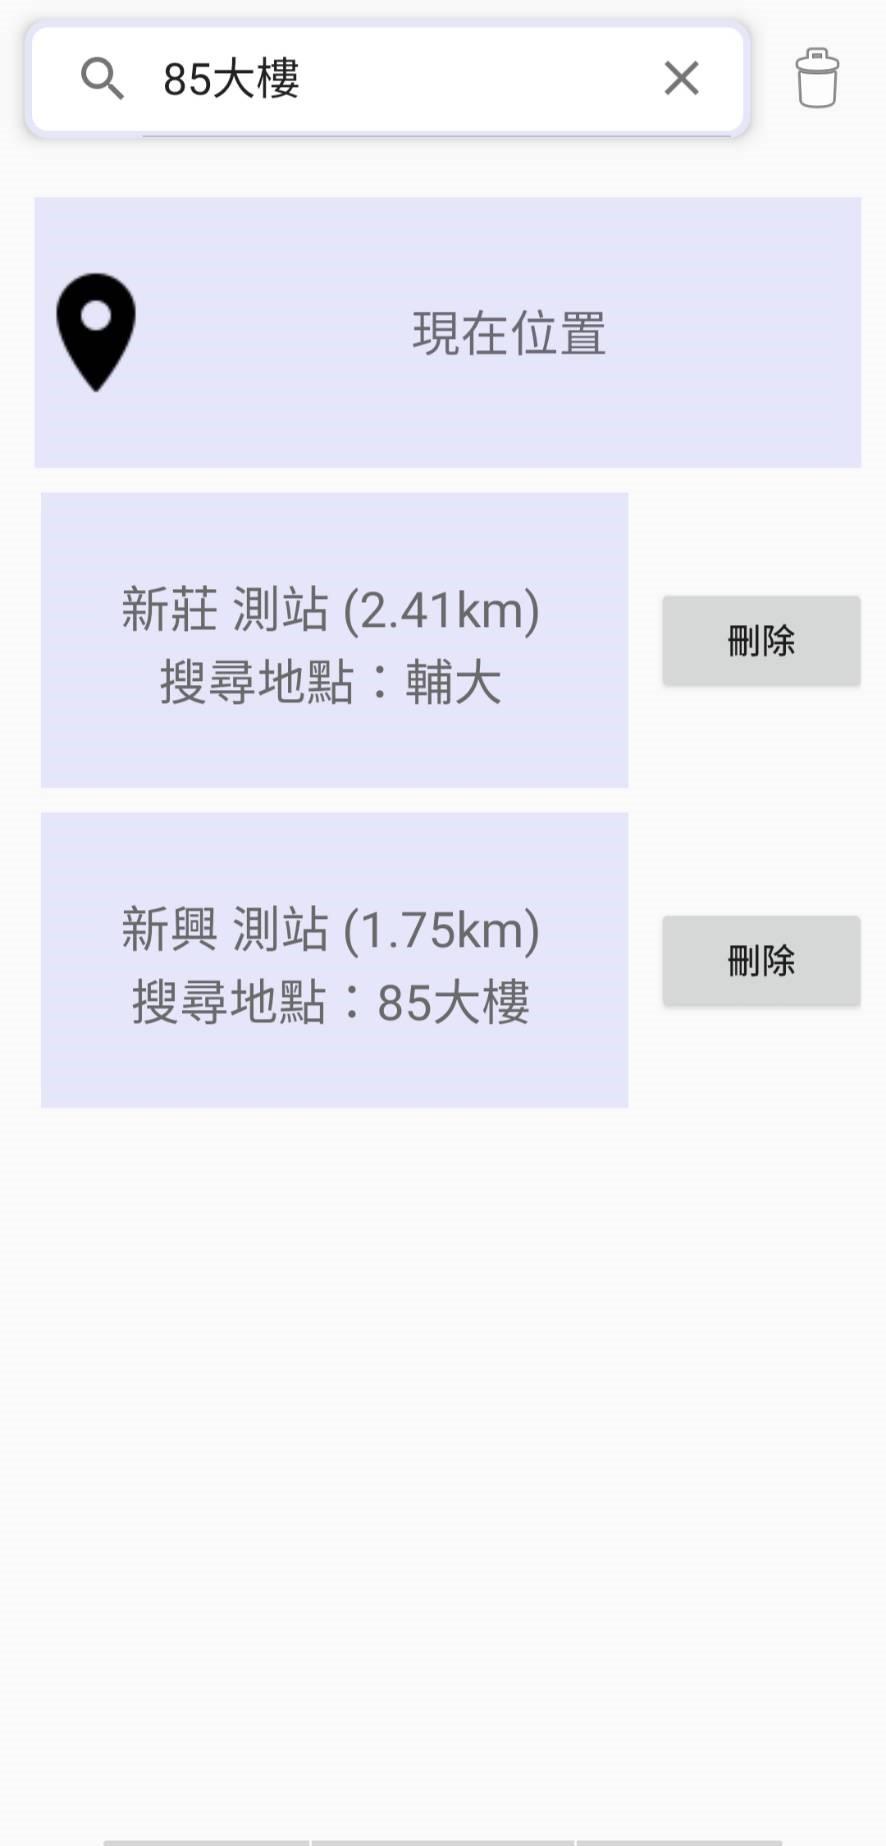 85大樓
現在位置
新莊 測站 (2.41km)
搜尋地點：輔大
刪除
新興 測站 (1.75km)
搜尋地點：85大樓
刪除